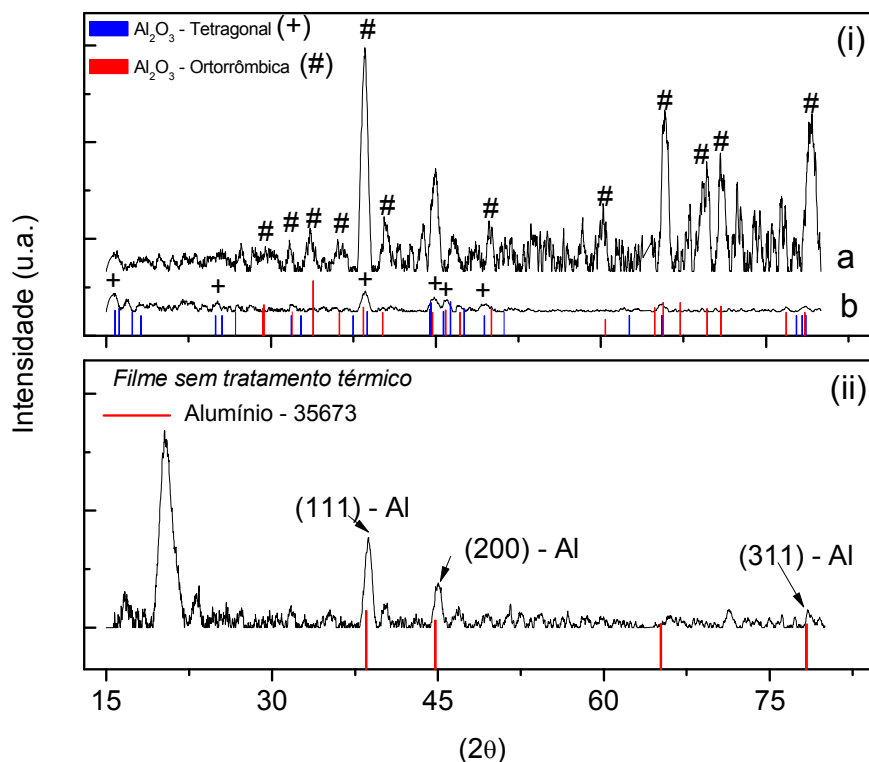 Al₂O₃ - Tetragonal (+)
Al₂O₃ - Ortorrômbica (#)
(i)
# # # # # # # # # # # #
a
+ + + + + +
b
Intensidade (u.a.)
Filme sem tratamento térmico
Alumínio - 35673
(ii)
(111) - Al
(200) - Al
(311) - Al
15 30 45 60 75
(2θ)